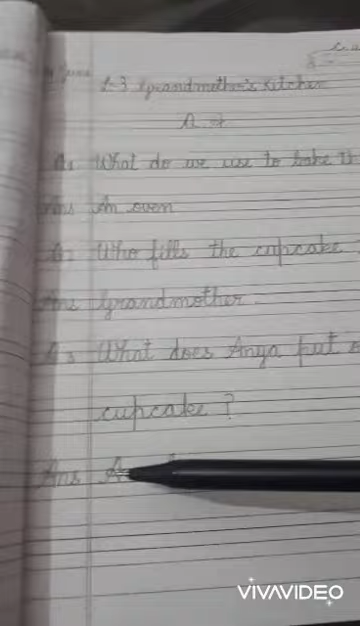 L-3 Grandmother's Kitchen
Q1 What do we use to bake th
Ans An oven
Q2 Who fills the cupcake
Ans Grandmother.
Q3 What does Anya put o
cupcake ?
Ans
VIVAVIDEO